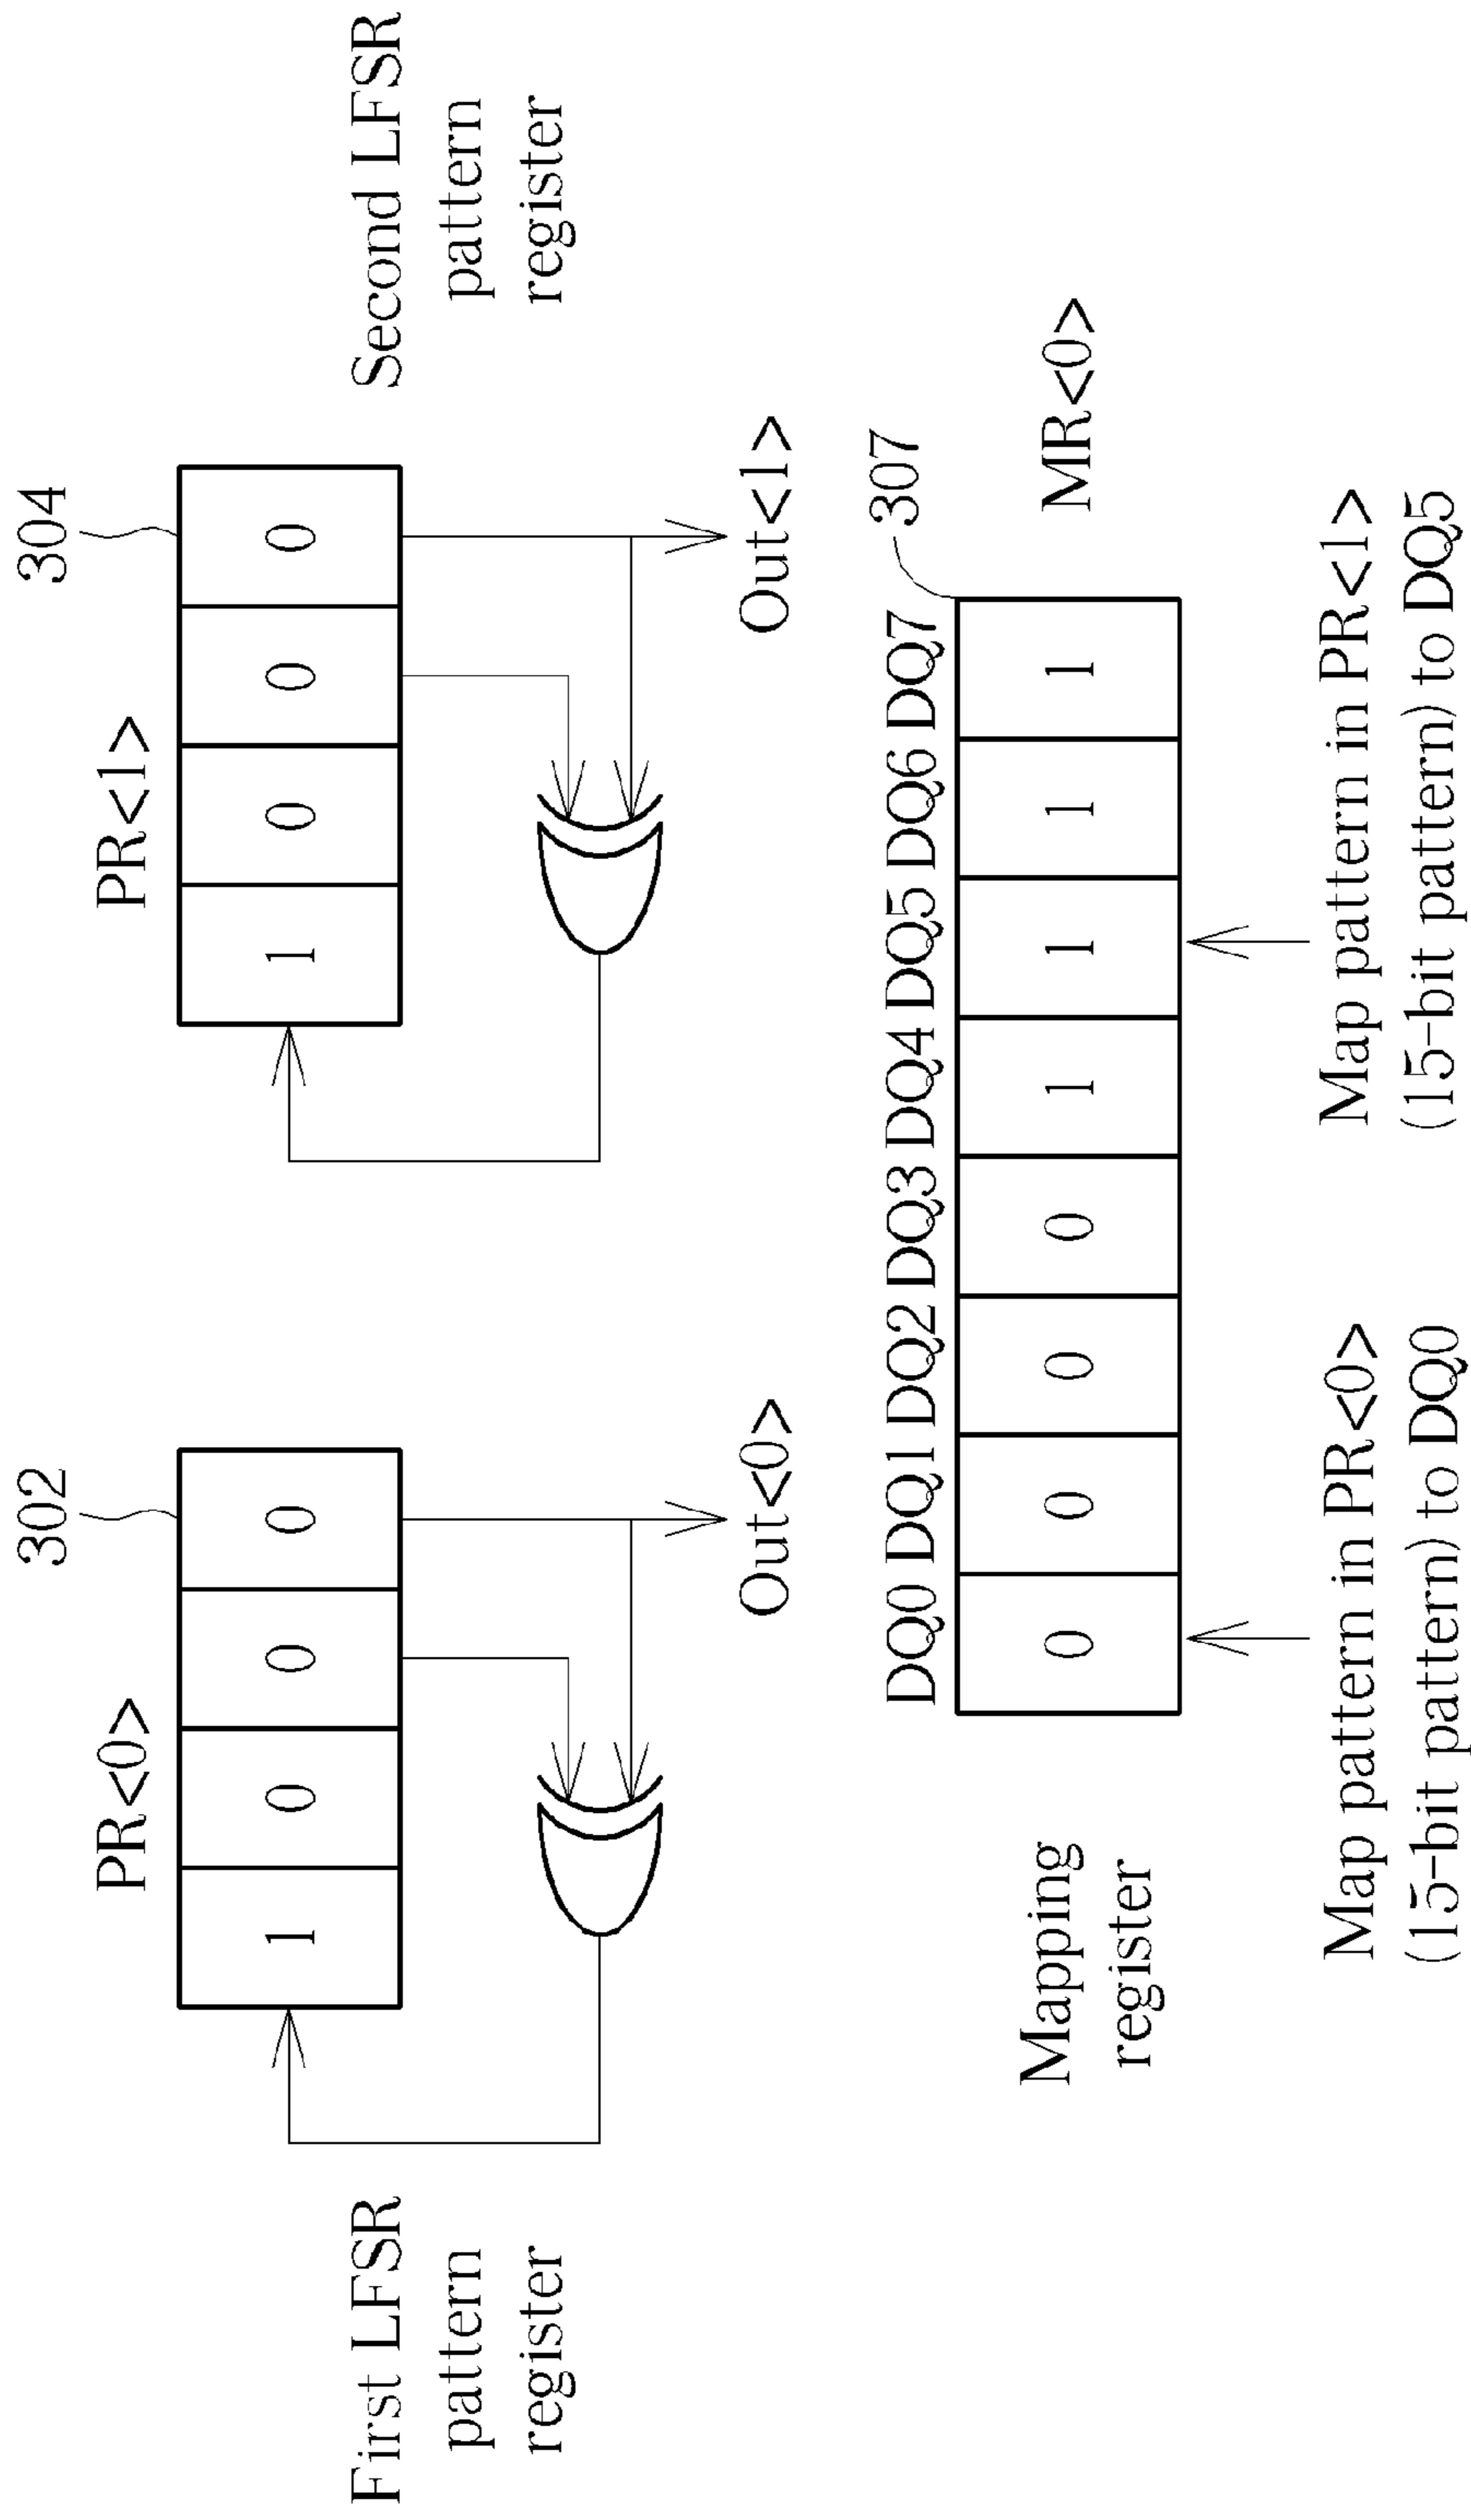 302
304
PR<0>
PR<1>
1 0 0 0
1 0 0 0
First LFSR
pattern
register
Second LFSR
pattern
register
Out<0>
Out<1>
307
DQ0 DQ1 DQ2 DQ3 DQ4 DQ5 DQ6 DQ7
Mapping
register
0 0 0 0 1 1 1 1
MR<0>
Map pattern in PR<0>
(15-bit pattern) to DQ0
Map pattern in PR<1>
(15-bit pattern) to DQ5